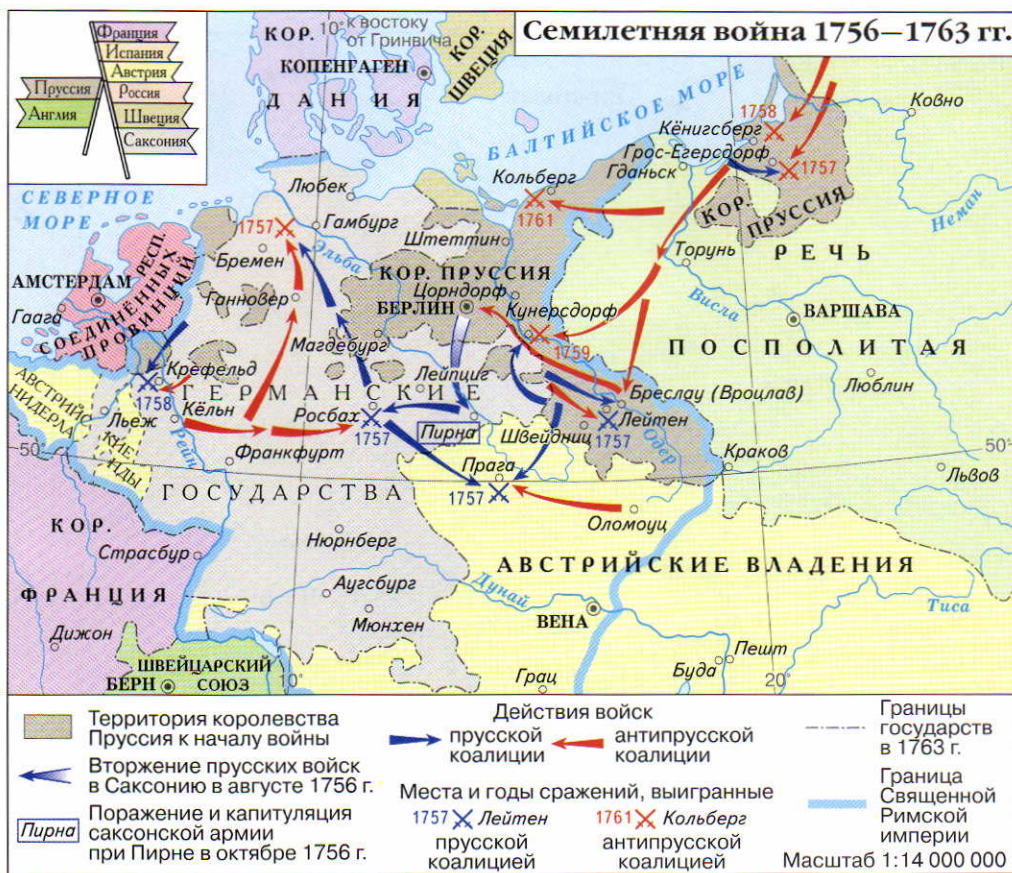 Семилетняя война 1756–1763 гг.
Франция
Испания
Австрия
Пруссия
Россия
Англия
Швеция
Саксония
КОР.
10° к востоку
от Гринвича
КОР.
ШВЕЦИЯ
КОПЕНГАГЕН
ДАНИЯ
БАЛТИЙСКОЕ МОРЕ
Ковно
1758
Кёнигсберг
Грос-Егерсдорф
1757
Гданьск
КОР.
ПРУССИЯ
Неман
СЕВЕРНОЕ
МОРЕ
Любек
Кольберг
1761
1757
Гамбург
Штеттин
Торунь
РЕЧЬ
Бремен
Эльба
АМСТЕРДАМ
Гаага
РЕСП.
СОЕДИНЁННЫХ
ПРОВИНЦИЙ
Ганновер
КОР. ПРУССИЯ
Цорндорф
БЕРЛИН
Кунерсдорф
1759
Висла
ВАРШАВА
ПОСПОЛИТАЯ
Магдебург
Крефельд
1758
АВСТРИЙСКИЕ
НИДЕРЛАНДЫ
ГЕРМАНСКИЕ
Лейпциг
Люблин
Бреслау (Вроцлав)
Льеж
Кёльн
Росбах
1757
Пирна
Швейдниц
Лейтен
1757
Одер
Рейн
50°
Франкфурт
Прага
1757
Краков
50°
Львов
ГОСУДАРСТВА
Оломоуц
КОР.
ФРАНЦИЯ
Страсбур
Нюрнберг
АВСТРИЙСКИЕ ВЛАДЕНИЯ
Аугсбург
Дунай
ВЕНА
Тиса
Мюнхен
Дижон
Пешт
Буда
ШВЕЙЦАРСКИЙ
СОЮЗ
БЕРН
10°
Грац
20°
Территория королевства
Пруссия к началу войны
Вторжение прусских войск
в Саксонию в августе 1756 г.
Пирна
Поражение и капитуляция
саксонской армии
при Пирне в октябре 1756 г.
Действия войск
прусской
коалиции
антипрусской
коалиции
Места и годы сражений, выигранные
1757 Лейтен
прусской
коалицией
1761 Кольберг
антипрусской
коалицией
Границы
государств
в 1763 г.
Граница
Священной
Римской
империи
Масштаб 1:14 000 000